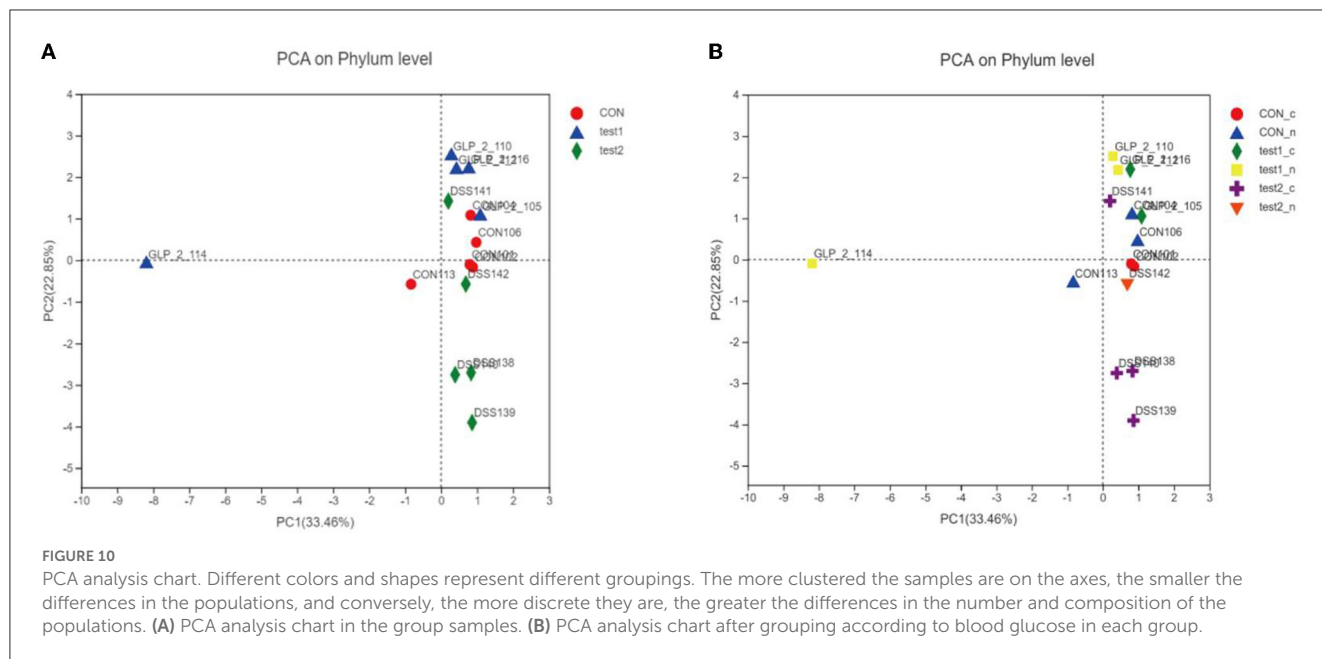 A
PCA on Phylum level
4
3
2
1
0
-1
-2
-3
-4
-5
PC2(22.85%)
-10 -9 -8 -7 -6 -5 -4 -3 -2 -1 0 1 2 3
PC1(33.46%)
GLP_2_110
DSS141
GLP_2_105
CON106
GLP_2_114
CON113
DSS142
DSS138
DSS139
CON
test1
test2
B
PCA on Phylum level
4
3
2
1
0
-1
-2
-3
-4
-5
PC2(22.85%)
-10 -9 -8 -7 -6 -5 -4 -3 -2 -1 0 1 2 3
PC1(33.46%)
GLP_2_110
DSS141
GLP_2_105
CON106
GLP_2_114
CON113
DSS142
DSS138
DSS139
CON_c
CON_n
test1_c
test1_n
test2_c
test2_n
FIGURE 10
PCA analysis chart. Different colors and shapes represent different groupings. The more clustered the samples are on the axes, the smaller the
differences in the populations, and conversely, the more discrete they are, the greater the differences in the number and composition of the
populations. (A) PCA analysis chart in the group samples. (B) PCA analysis chart after grouping according to blood glucose in each group.